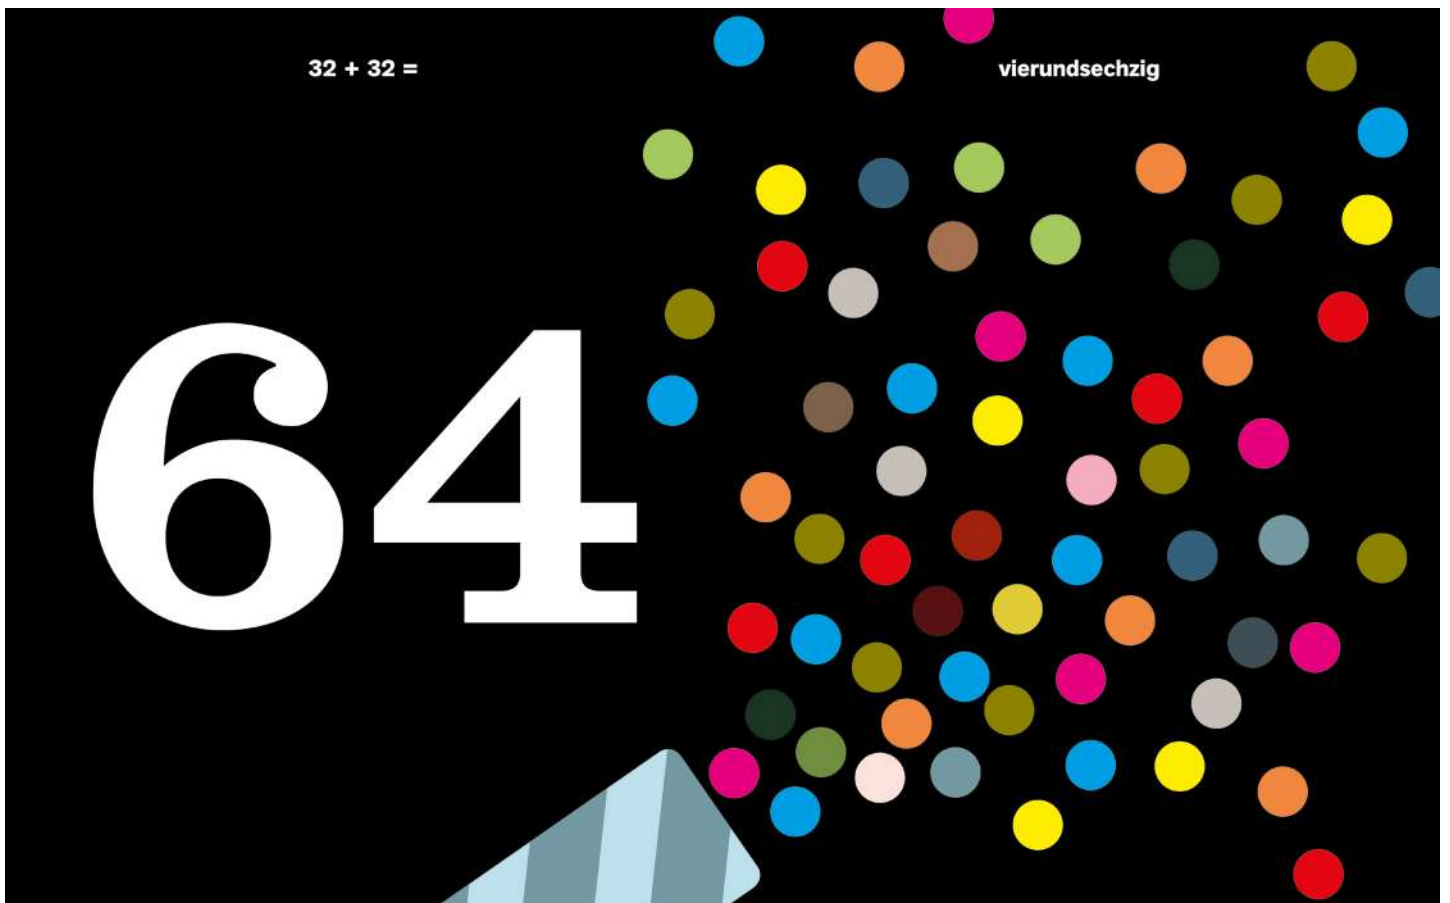 32 + 32 =
vierundsechzig
64